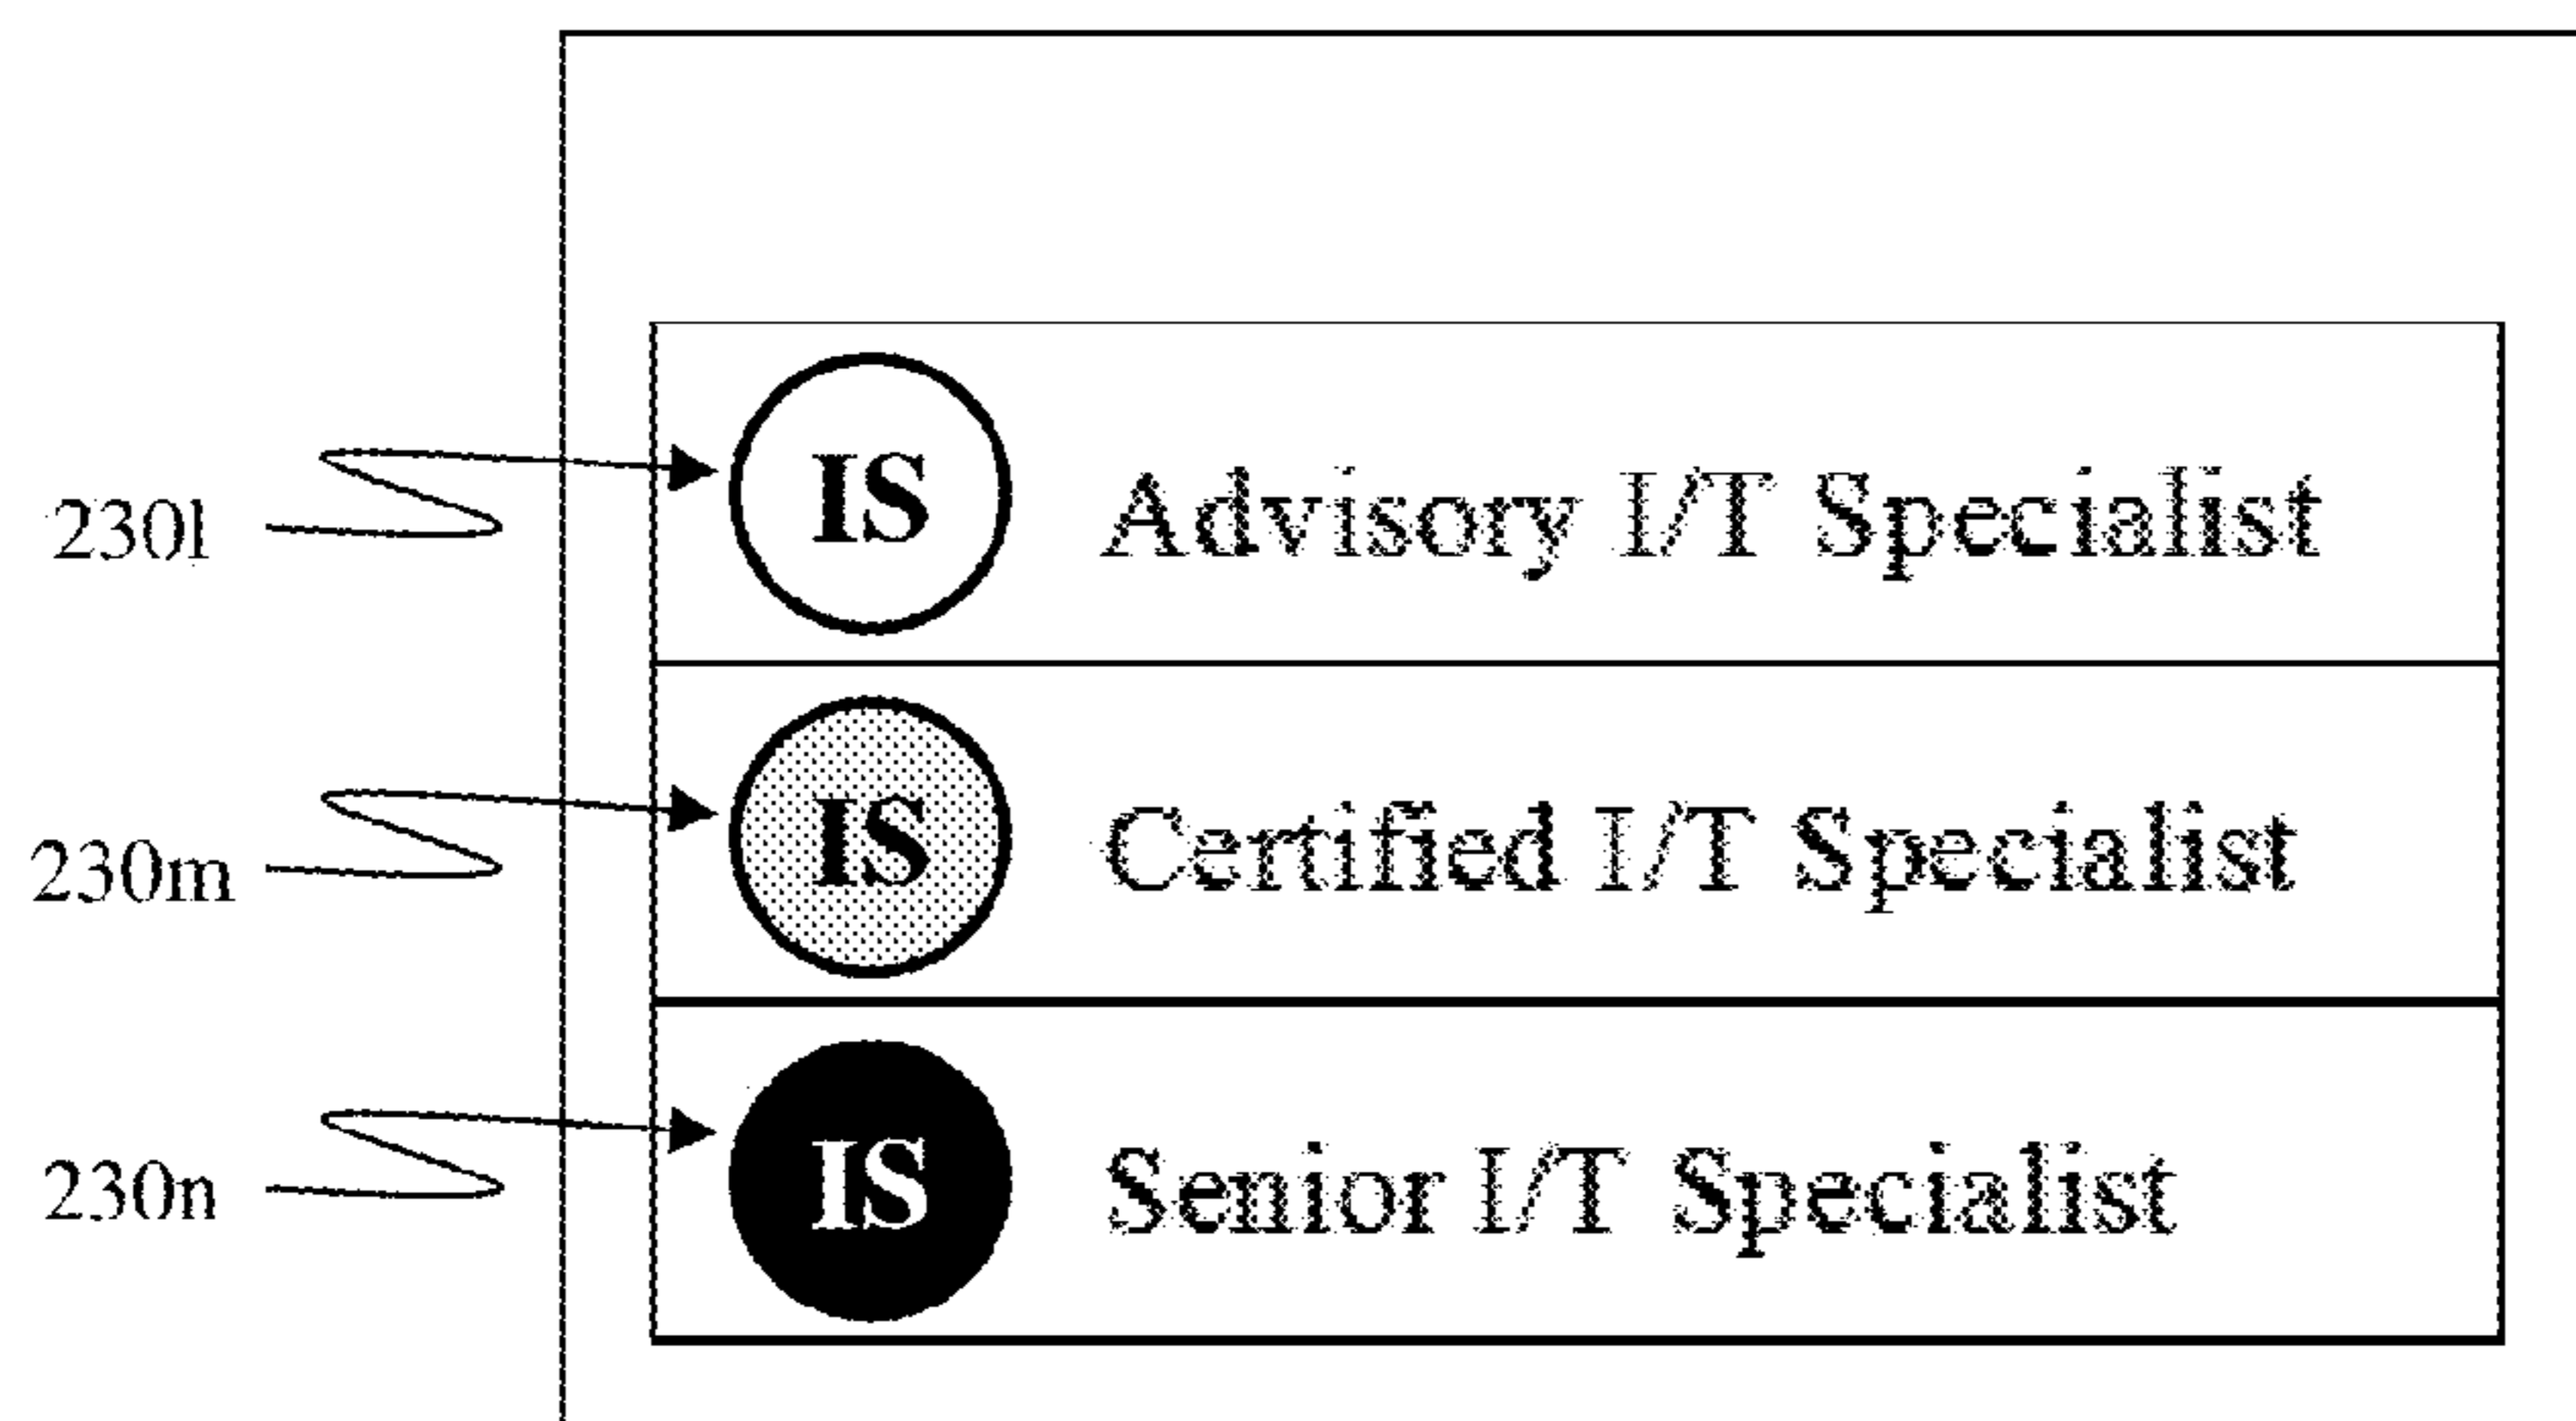 230l IS Advisory I/T Specialist
230m IS Certified I/T Specialist
230n IS Senior I/T Specialist